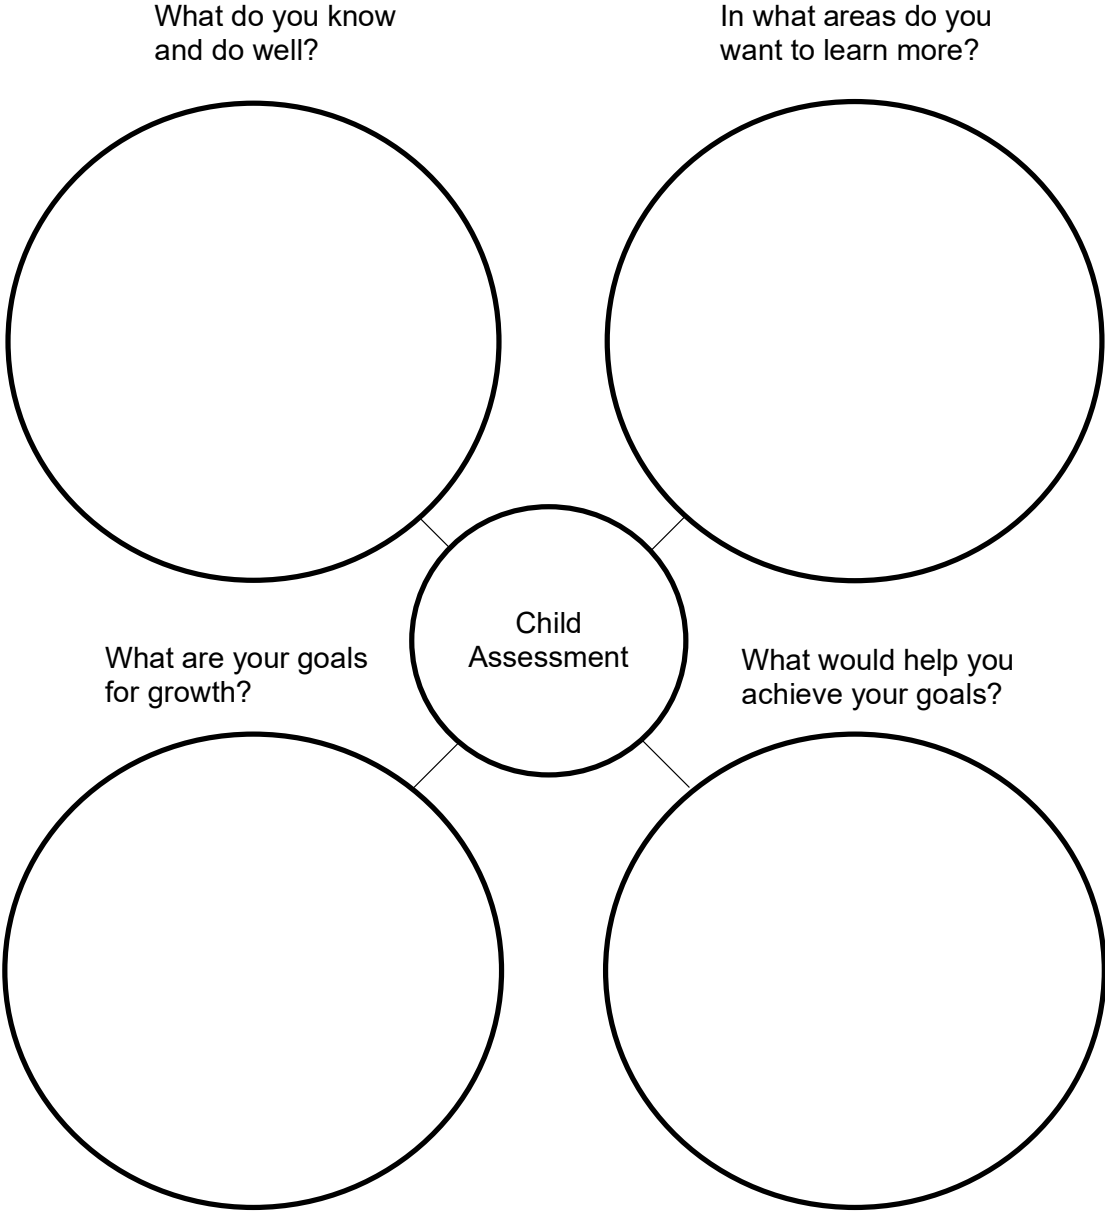 What do you know
and do well?
In what areas do you
want to learn more?
Child
Assessment
What are your goals
for growth?
What would help you
achieve your goals?